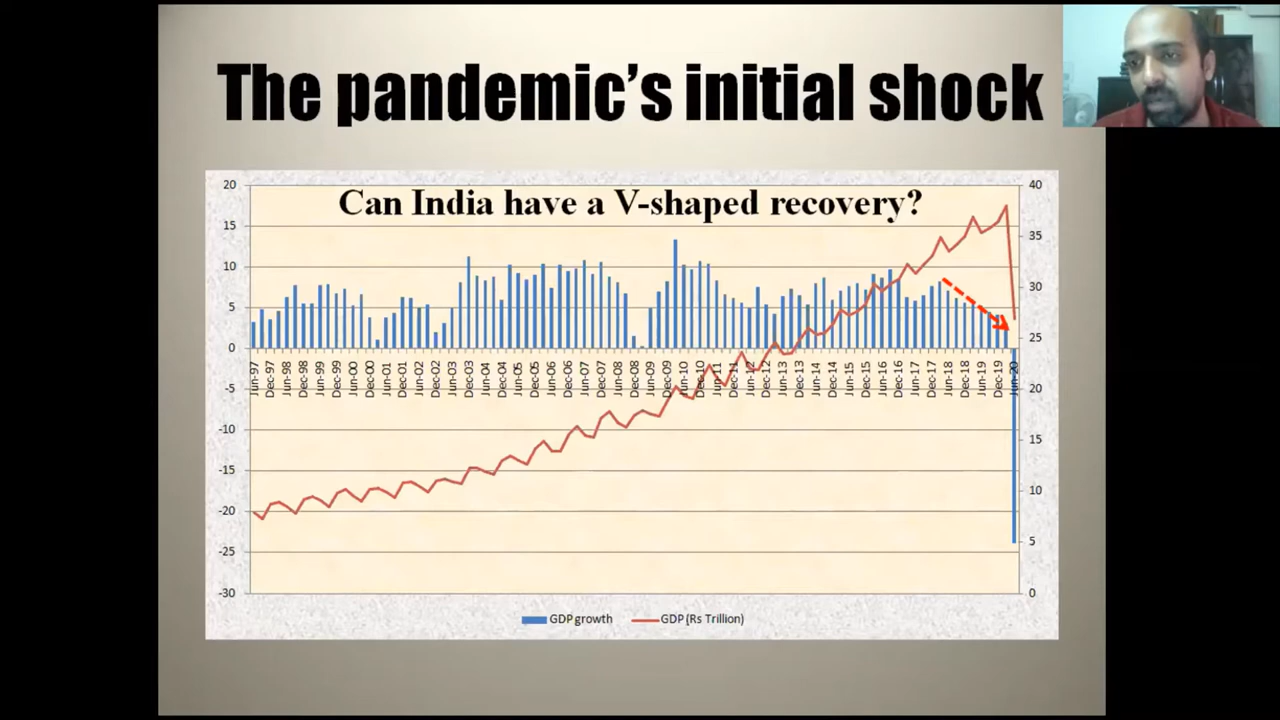 The pandemic's initial shock
Can India have a V-shaped recovery?
20
15
10
5
0
-5
-10
-15
-20
-25
-30
40
35
30
25
20
15
10
5
0
Jun-97
Dec-97
Jun-98
Dec-98
Jun-99
Dec-99
Jun-00
Dec-00
Jun-01
Dec-01
Jun-02
Dec-02
Jun-03
Dec-03
Jun-04
Dec-04
Jun-05
Dec-05
Jun-06
Dec-06
Jun-07
Dec-07
Jun-08
Dec-08
Jun-09
Dec-09
Jun-10
Dec-10
Jun-11
Dec-11
Jun-12
Dec-12
Jun-13
Dec-13
Jun-14
Dec-14
Jun-15
Dec-15
Jun-16
Dec-16
Jun-17
Dec-17
Jun-18
Dec-18
Jun-19
Dec-19
Jun-20
GDP growth
GDP (Rs Trillion)